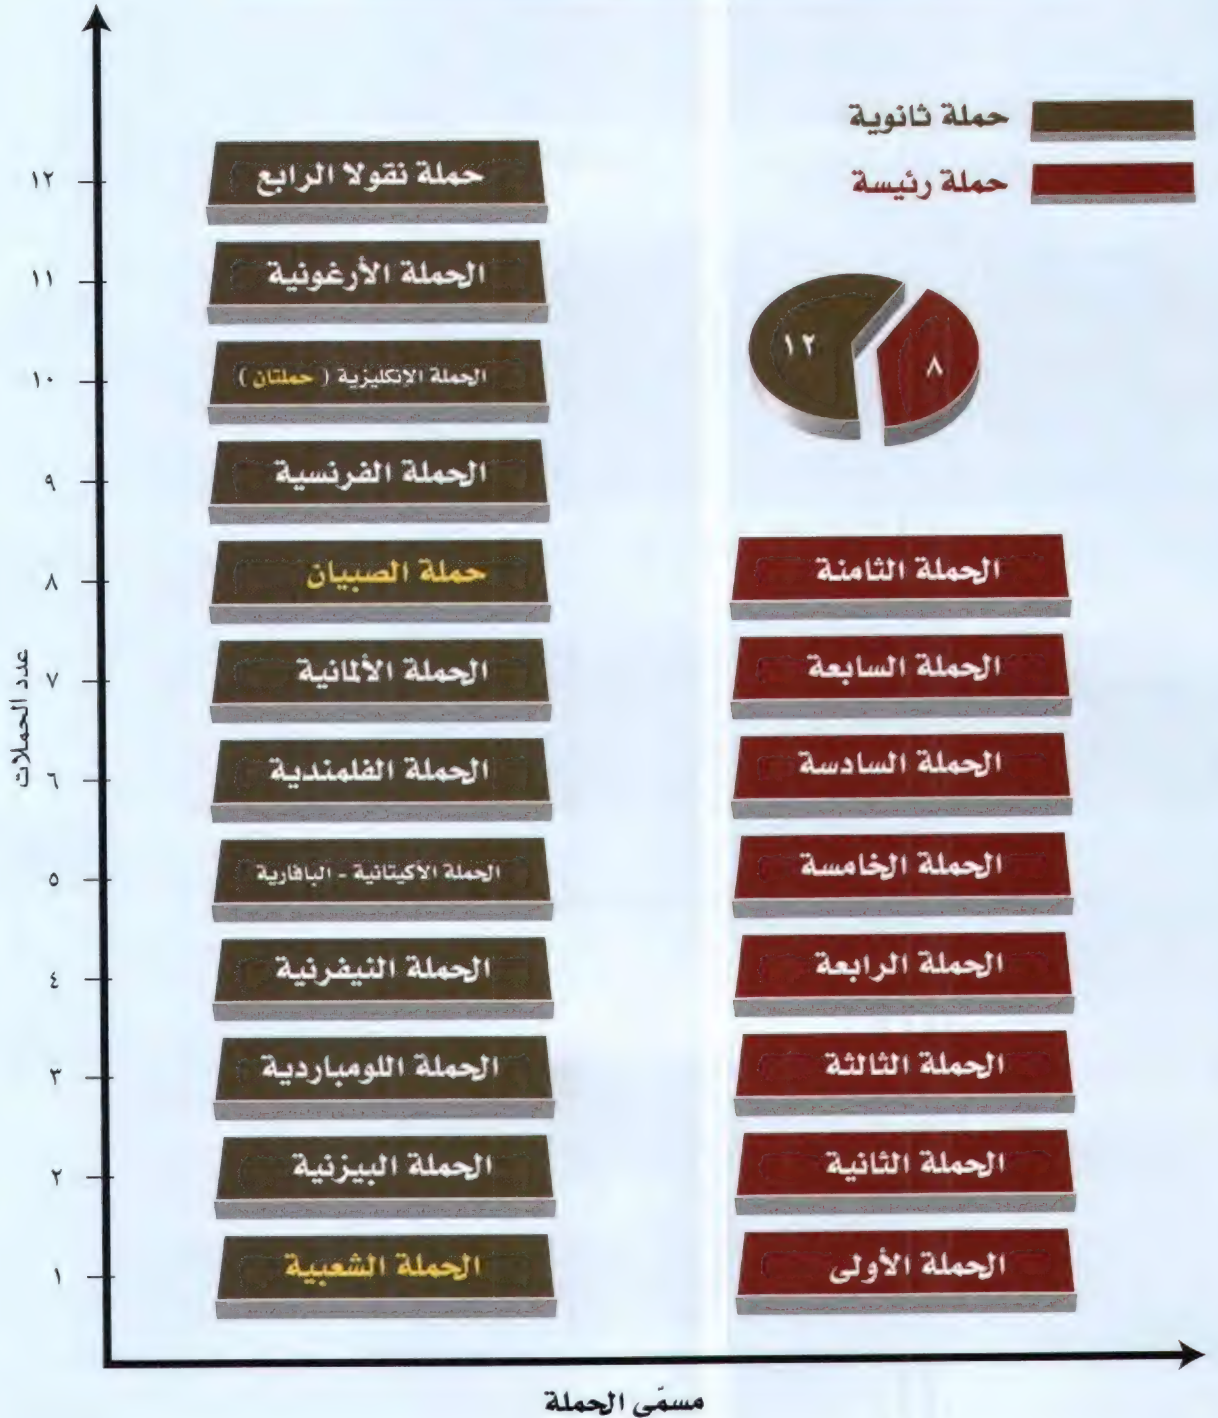 حملة ثانوية
حملة رئيسة
١٢
٨
الحملة الثامنة
الحملة السابعة
الحملة السادسة
الحملة الخامسة
الحملة الرابعة
الحملة الثالثة
الحملة الثانية
الحملة الأولى
حملة نقولا الرابع
الحملة الأرغونية
الحملة الإنكليزية ( حملتان )
الحملة الفرنسية
حملة الصبيان
الحملة الألمانية
الحملة الفلمندية
الحملة الأكيتانية - البافارية
الحملة النيفرنية
الحملة اللومباردية
الحملة البيزنية
الحملة الشعبية
١٢
١١
١٠
٩
٨
٧
٦
٥
٤
٣
٢
١
عدد الحملات
مسمّى الحملة